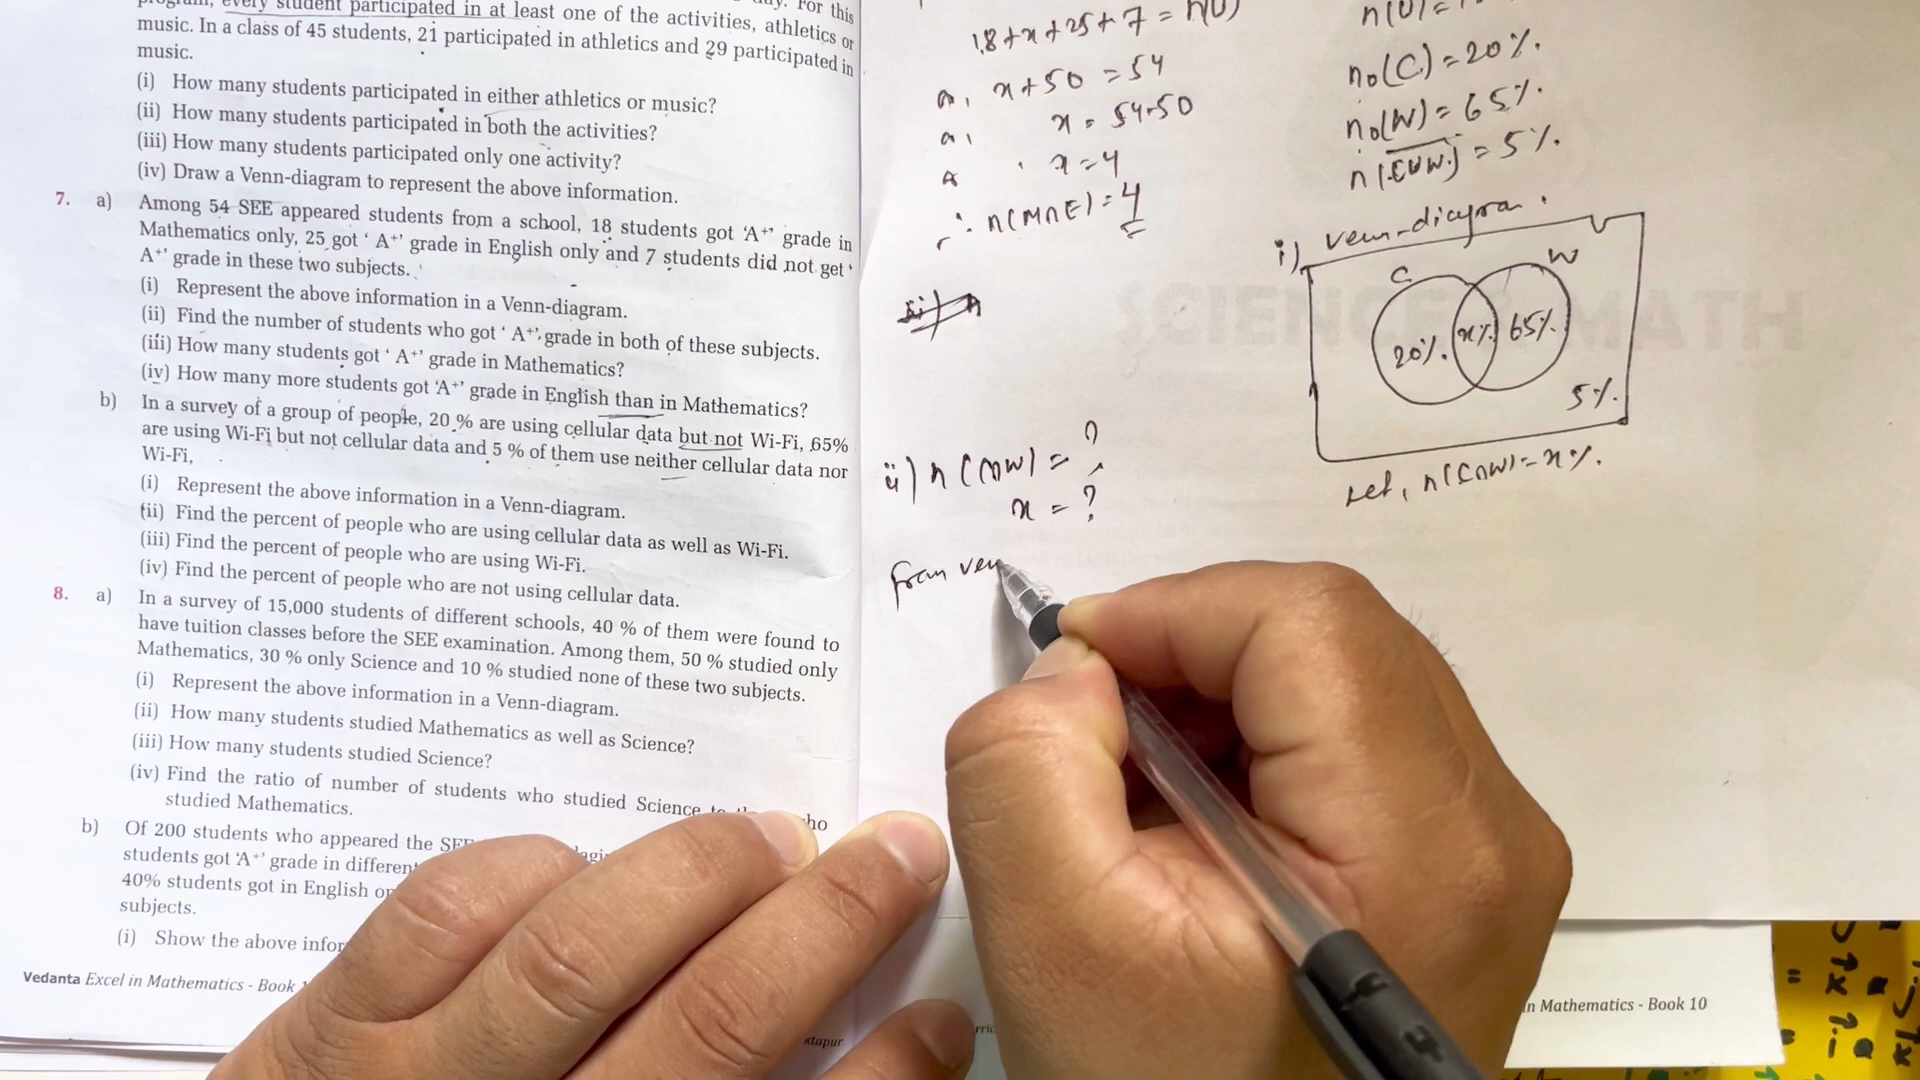 every student participated in at least one of the activities, athletics or
music. In a class of 45 students, 21 participated in athletics and 29 participated in
music.
(i) How many students participated in either athletics or music?
(ii) How many students participated in both the activities?
(iii) How many students participated only one activity?
(iv) Draw a Venn-diagram to represent the above information.
7. a) Among 54 SEE appeared students from a school, 18 students got 'A+' grade in
Mathematics only, 25 got ' A+' grade in English only and 7 students did not get '
A+' grade in these two subjects.
(i) Represent the above information in a Venn-diagram.
(ii) Find the number of students who got ' A+' grade in both of these subjects.
(iii) How many students got ' A+' grade in Mathematics?
(iv) How many more students got 'A+' grade in English than in Mathematics?
b) In a survey of a group of people, 20 % are using cellular data but not Wi-Fi, 65%
are using Wi-Fi but not cellular data and 5 % of them use neither cellular data nor
Wi-Fi,
(i) Represent the above information in a Venn-diagram.
(ii) Find the percent of people who are using cellular data as well as Wi-Fi.
(iii) Find the percent of people who are using Wi-Fi.
(iv) Find the percent of people who are not using cellular data.
8. a) In a survey of 15,000 students of different schools, 40 % of them were found to
have tuition classes before the SEE examination. Among them, 50 % studied only
Mathematics, 30 % only Science and 10 % studied none of these two subjects.
(i) Represent the above information in a Venn-diagram.
(ii) How many students studied Mathematics as well as Science?
(iii) How many students studied Science?
(iv) Find the ratio of number of students who studied Science
studied Mathematics.
b) Of 200 students who appeared the SEE
students got 'A+' grade in
40% students got in English
subjects.
(i) Show the above
Vedanta Excel in Mathematics - Book
18+x+25+7 = n(U)
x+50 = 54
x = 54-50
x = 4
∴ n(M∩E) = 4
ii) n(C∩W) = ?
x = ?
from ven
n(U) =
no(C) = 20%.
no(W) = 65%.
n(C∪W) = 5%.
i) venn-diagram.
C W
20%. x%. 65%.
5%.
Let, n(C∩W) = x%.
SCIENCE MATH
n Mathematics - Book 10